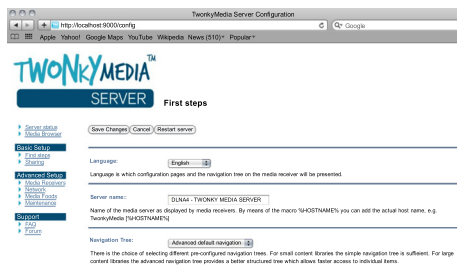 TwonkyMedia Server Configuration
http://localhost:9000/config
Q▾ Google
Apple Yahoo! Google Maps YouTube Wikipedia News (510)▾ Popular▾
TWONKYMEDIA™
SERVER
First steps
Server status
Media Browser
Save Changes Cancel Restart server
Basic Setup
First steps
Sharing
Language: English
Language is which configuration pages and the navigation tree on the media receiver will be presented.
Advanced Setup
Media Receivers
Network
Media Feeds
Maintenance
Server name:: DLNA4 - TWONKY MEDIA SERVER
Name of the media server as displayed by media receivers. By means of the macro %HOSTNAME% you can add the actual host name, e.g.
TwonkyMedia [%HOSTNAME%]
Support
FAQ
Forum
Navigation Tree: Advanced default navigation
There is the choice of selecting different pre-configured navigation trees. For small content libraries the simple navigation tree is sufficient. For large
content libraries the advanced navigation tree provides a better structured tree which allows faster access to individual items.